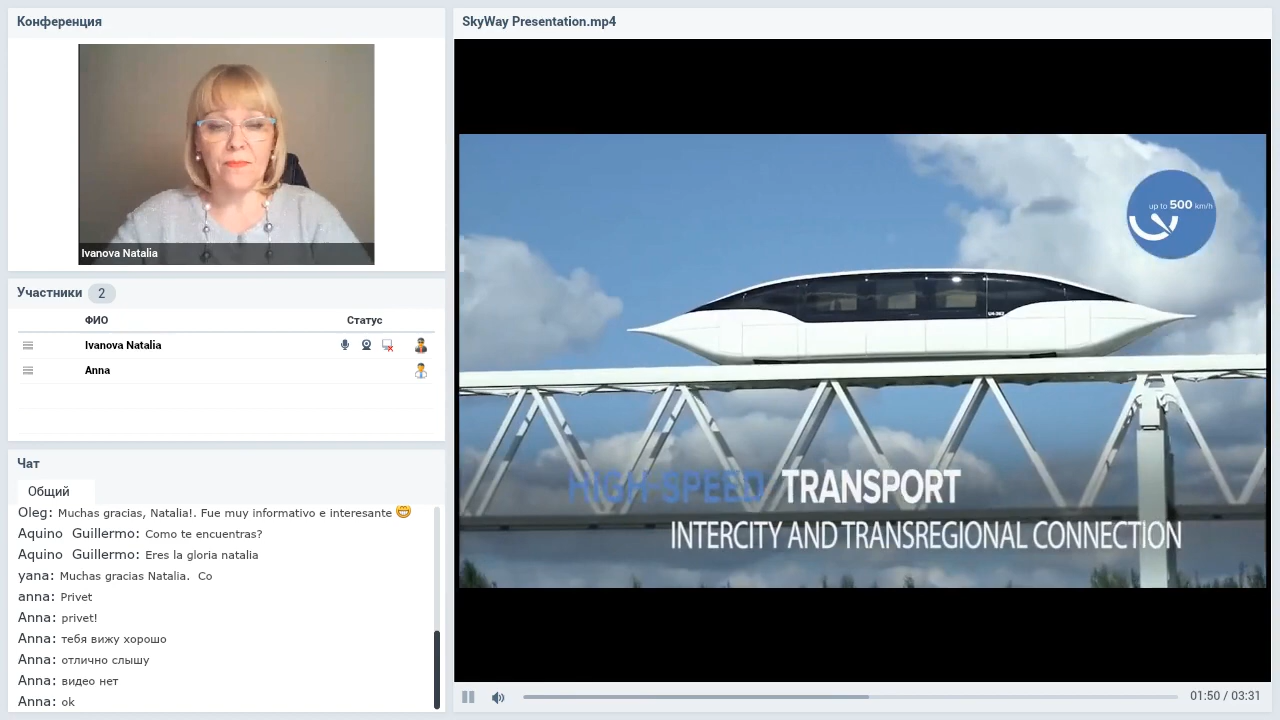 Конференция
Ivanova Natalia
Участники 2
ФИО Статус
Ivanova Natalia
Anna
Чат
Общий
Oleg: Muchas gracias, Natalia!. Fue muy informativo e interesante
Aquino Guillermo: Como te encuentras?
Aquino Guillermo: Eres la gloria natalia
yana: Muchas gracias Natalia. Co
anna: Privet
Anna: privet!
Anna: тебя вижу хорошо
Anna: отлично слышу
Anna: видео нет
Anna: ok
SkyWay Presentation.mp4
up to 500 km/h
HIGH-SPEED TRANSPORT
INTERCITY AND TRANSREGIONAL CONNECTION
01:50 / 03:31